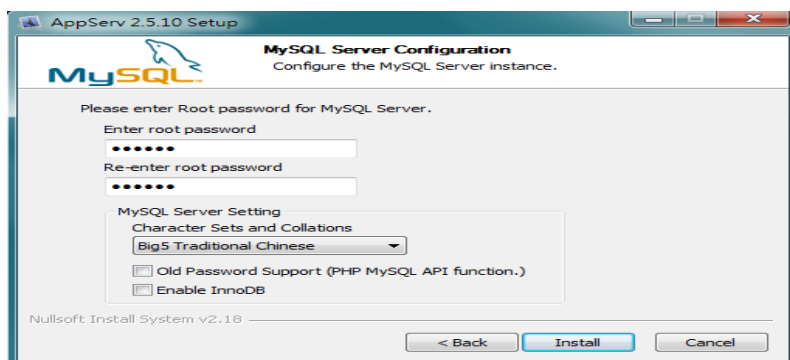 AppServ 2.5.10 Setup
MySQL Server Configuration
Configure the MySQL Server instance.
MySQL
Please enter Root password for MySQL Server.
Enter root password
••••••
Re-enter root password
••••••
MySQL Server Setting
Character Sets and Collations
Big5 Traditional Chinese
Old Password Support (PHP MySQL API function.)
Enable InnoDB
Nullsoft Install System v2.18
< Back Install Cancel